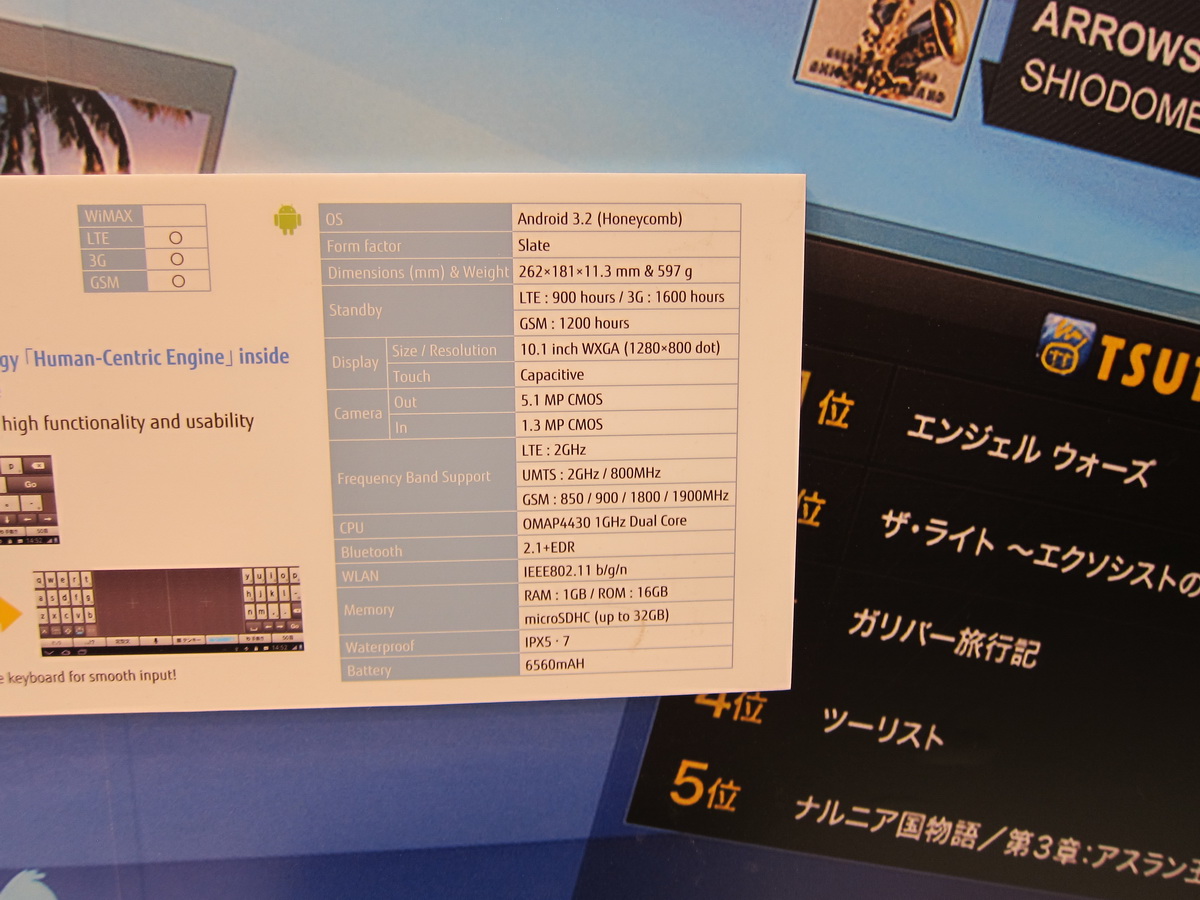 ARROWS
SHIODOME
WiMAX
LTE ○
3G ○
GSM ○
「Human-Centric Engine」 inside
high functionality and usability
keyboard for smooth input!
OS Android 3.2 (Honeycomb)
Form factor Slate
Dimensions (mm) & Weight 262×181×11.3 mm & 597 g
Standby LTE : 900 hours / 3G : 1600 hours
GSM : 1200 hours
Display Size / Resolution 10.1 inch WXGA (1280×800 dot)
Touch Capacitive
Camera Out 5.1 MP CMOS
In 1.3 MP CMOS
Frequency Band Support LTE : 2GHz
UMTS : 2GHz / 800MHz
GSM : 850 / 900 / 1800 / 1900MHz
CPU OMAP4430 1GHz Dual Core
Bluetooth 2.1+EDR
WLAN IEEE802.11 b/g/n
Memory RAM : 1GB / ROM : 16GB
microSDHC (up to 32GB)
Waterproof IPX5・7
Battery 6560mAH
TSUT
位 エンジェル ウォーズ
位 ザ・ライト ～エクソシストの
ガリバー旅行記
4位 ツーリスト
5位 ナルニア国物語／第3章:アスラン王